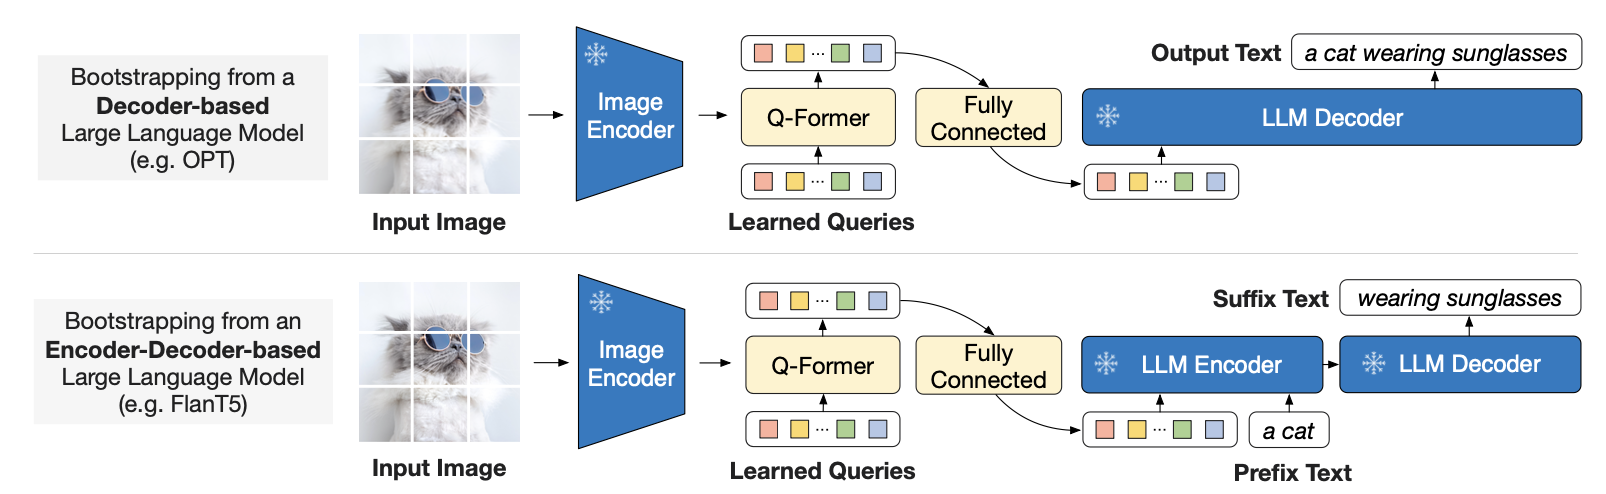 Bootstrapping from a
Decoder-based
Large Language Model
(e.g. OPT)
Input Image
Image
Encoder
...
Q-Former
...
Learned Queries
Fully
Connected
Output Text
a cat wearing sunglasses
LLM Decoder
...
Bootstrapping from an
Encoder-Decoder-based
Large Language Model
(e.g. FlanT5)
Input Image
Image
Encoder
...
Q-Former
...
Learned Queries
Fully
Connected
Suffix Text
wearing sunglasses
LLM Encoder
LLM Decoder
...
a cat
Prefix Text